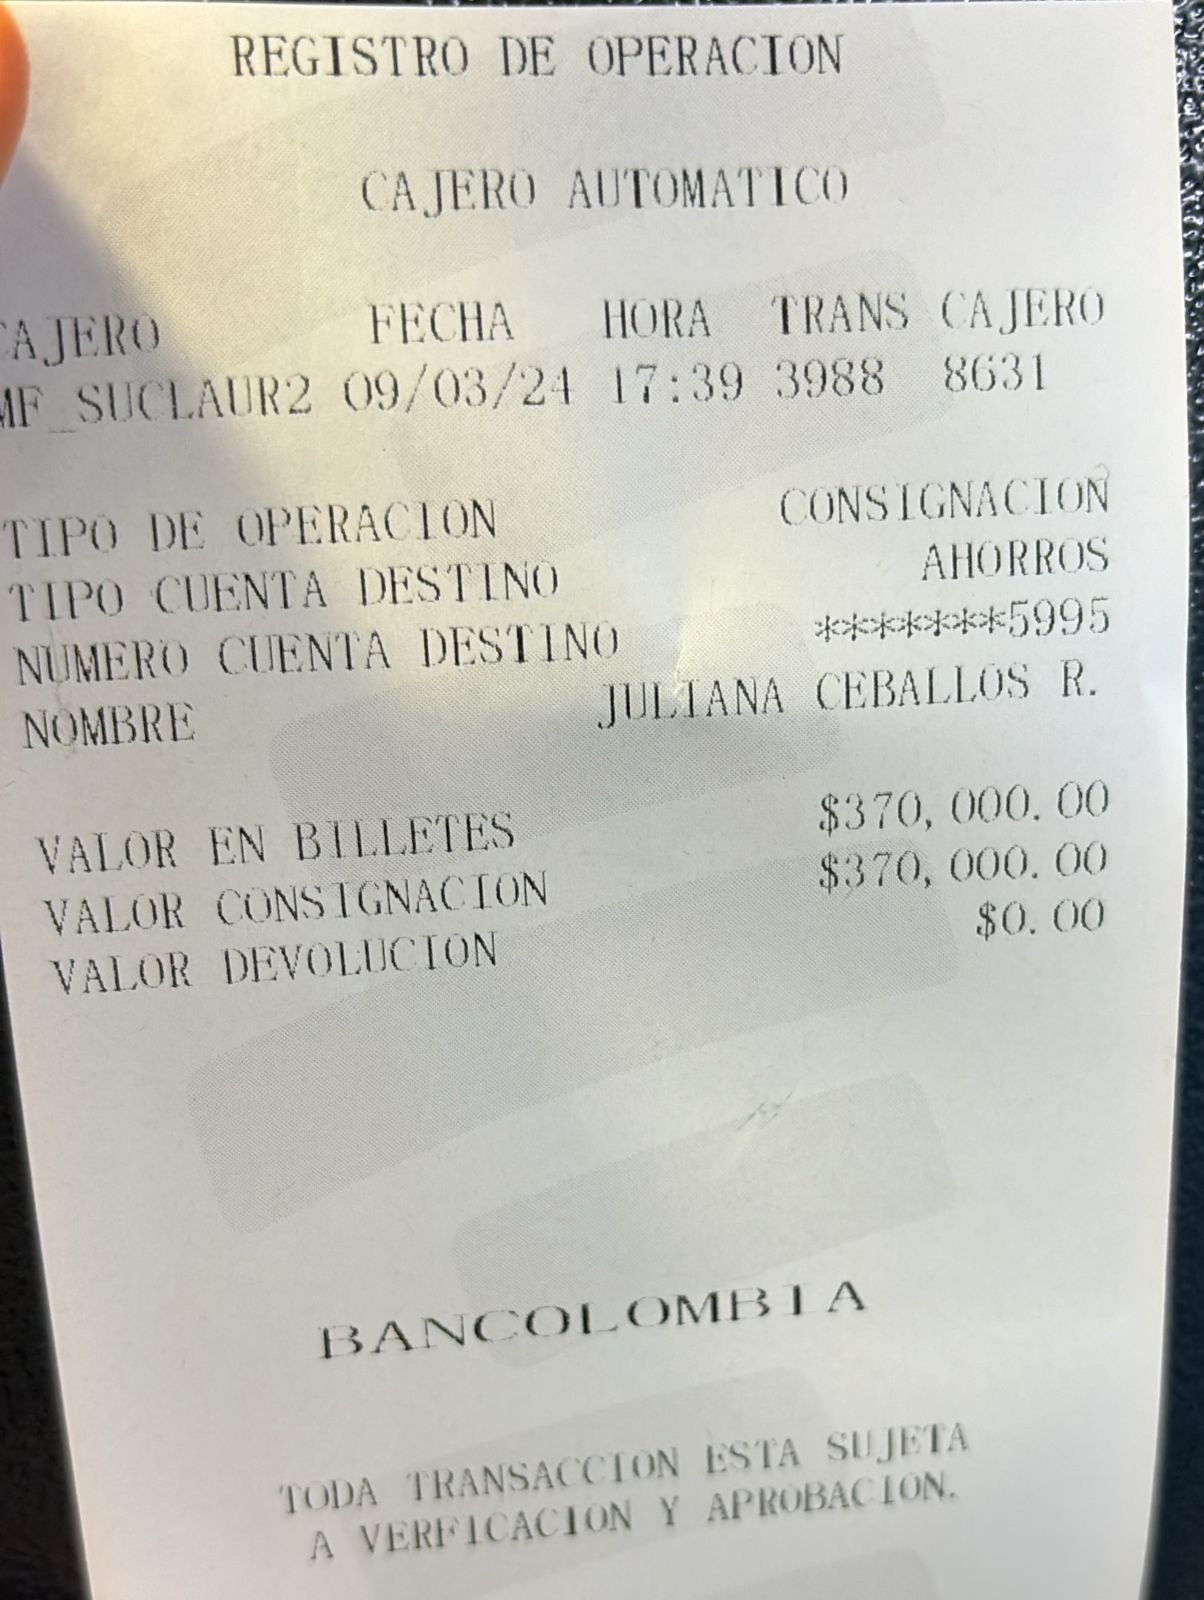 REGISTRO DE OPERACION
CAJERO AUTOMATICO
CAJERO FECHA HORA TRANS CAJERO
MF_SUCLAUR2 09/03/24 17:39 3988 8631
TIPO DE OPERACION CONSIGNACION
TIPO CUENTA DESTINO AHORROS
NUMERO CUENTA DESTINO *******5995
NOMBRE JULIANA CEBALLOS R.
VALOR EN BILLETES $370,000.00
VALOR CONSIGNACION $370,000.00
VALOR DEVOLUCION $0.00
BANCOLOMBIA
TODA TRANSACCION ESTA SUJETA
A VERFICACION Y APROBACION.